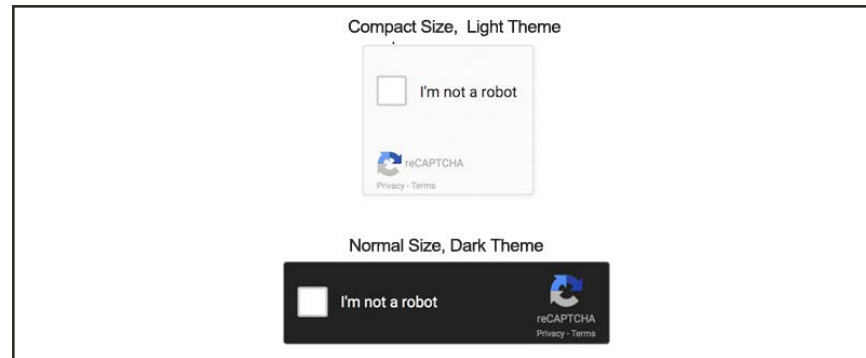 Compact Size, Light Theme
I'm not a robot
reCAPTCHA
Privacy - Terms
Normal Size, Dark Theme
I'm not a robot
reCAPTCHA
Privacy - Terms